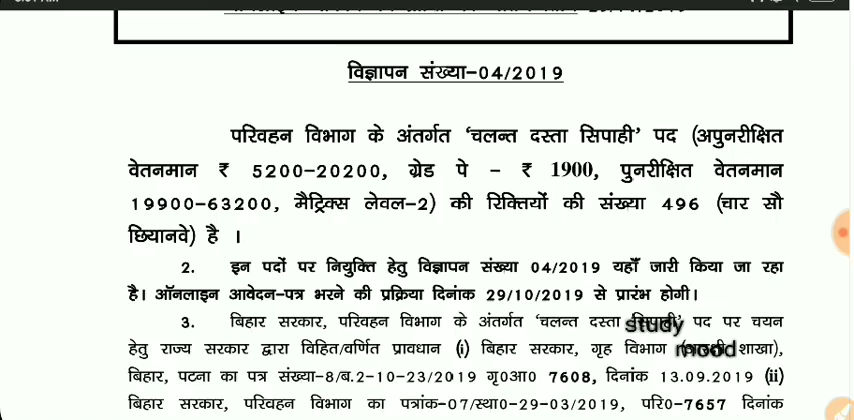 विज्ञापन संख्या-04/2019
परिवहन विभाग के अंतर्गत 'चलन्त दस्ता सिपाही' पद (अपुनरीक्षित
वेतनमान ₹ 5200-20200, ग्रेड पे - ₹ 1900, पुनरीक्षित वेतनमान
19900-63200, मैट्रिक्स लेवल-2) की रिक्तियों की संख्या 496 (चार सौ
छियानवे) है ।
2. इन पदों पर नियुक्ति हेतु विज्ञापन संख्या 04/2019 यहाँ जारी किया जा रहा
है। ऑनलाइन आवेदन-पत्र भरने की प्रक्रिया दिनांक 29/10/2019 से प्रारंभ होगी।
3. बिहार सरकार, परिवहन विभाग के अंतर्गत 'चलन्त दस्ता सिपाही' पद पर चयन
study
हेतु राज्य सरकार द्वारा विहित/वर्णित प्रावधान (i) बिहार सरकार, गृह विभाग शाखा),
mood
बिहार, पटना का पत्र संख्या-8/ब.2-10-23/2019 गृ0आ0 7608, दिनांक 13.09.2019 (ii)
बिहार सरकार, परिवहन विभाग का पत्रांक-07/स्था0-29-03/2019, परि0-7657 दिनांक